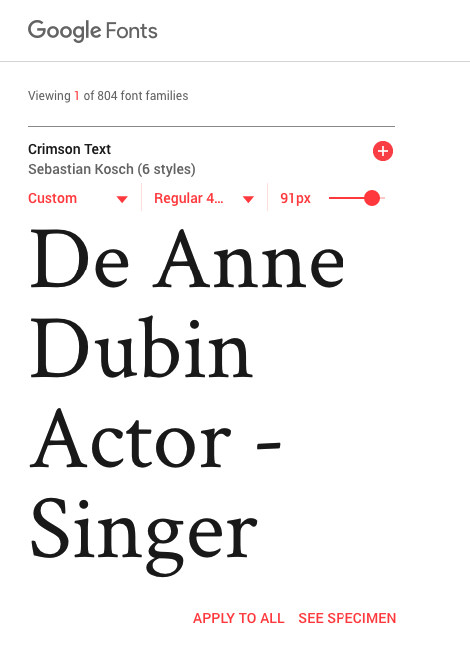 Google Fonts
Viewing 1 of 804 font families
Crimson Text
Sebastian Kosch (6 styles)
Custom Regular 4... 91px
De Anne
Dubin
Actor -
Singer
APPLY TO ALL SEE SPECIMEN